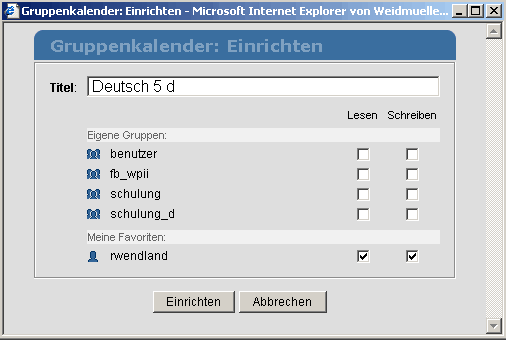 Gruppenkalender: Einrichten - Microsoft Internet Explorer von Weidmuelle...
Gruppenkalender: Einrichten
Titel: Deutsch 5 d
Lesen Schreiben
Eigene Gruppen:
benutzer
fb_wpii
schulung
schulung_d
Meine Favoriten:
rwendland
Einrichten Abbrechen